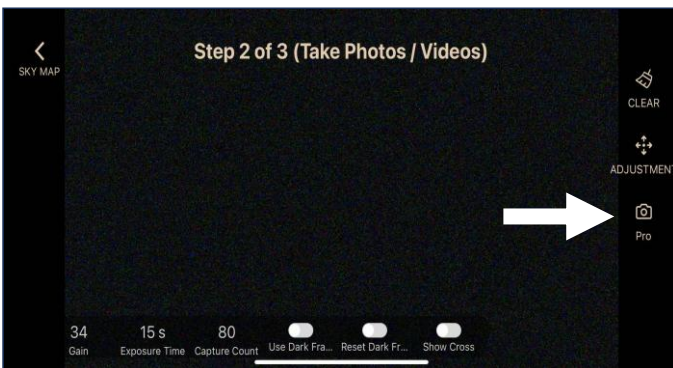 Step 2 of 3 (Take Photos / Videos)
SKY MAP
CLEAR
ADJUSTMENT
Pro
34
Gain
15 s
Exposure Time
80
Capture Count
Use Dark Fra...
Reset Dark Fr...
Show Cross